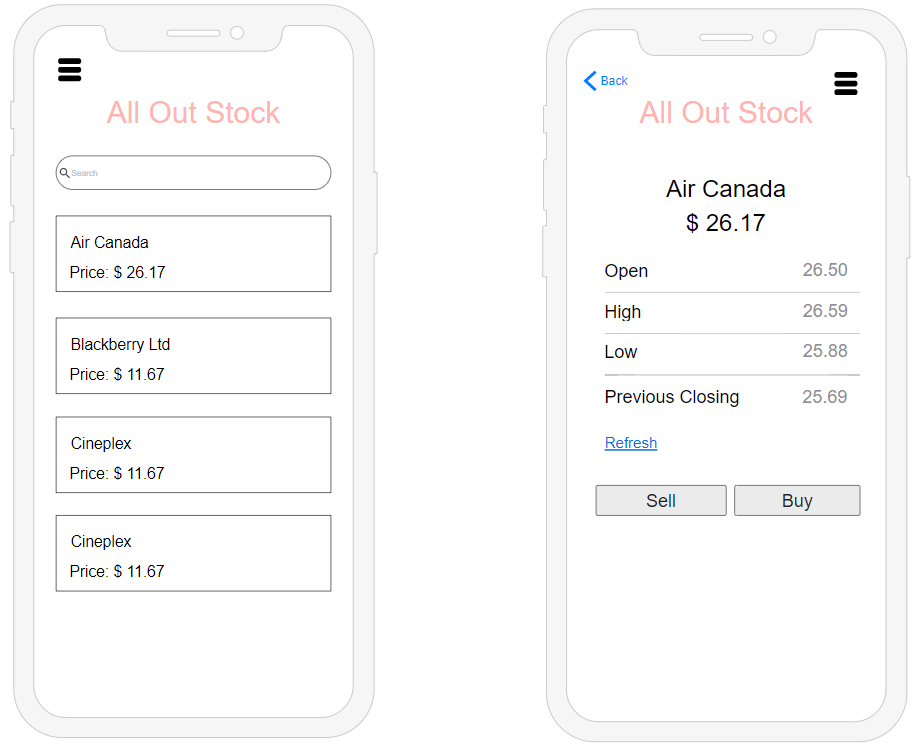 All Out Stock
Search
Air Canada
Price: $ 26.17
Blackberry Ltd
Price: $ 11.67
Cineplex
Price: $ 11.67
Cineplex
Price: $ 11.67
Back
All Out Stock
Air Canada
$ 26.17
Open 26.50
High 26.59
Low 25.88
Previous Closing 25.69
Refresh
Sell Buy